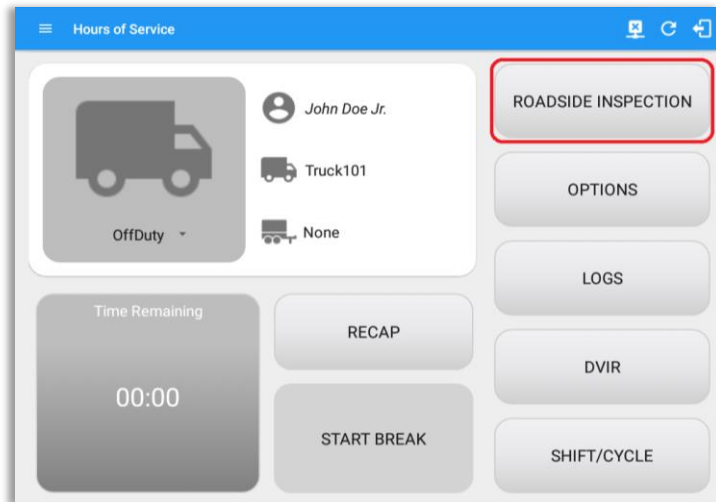 Hours of Service
John Doe Jr.
Truck101
OffDuty
None
Time Remaining
00:00
RECAP
START BREAK
ROADSIDE INSPECTION
OPTIONS
LOGS
DVIR
SHIFT/CYCLE